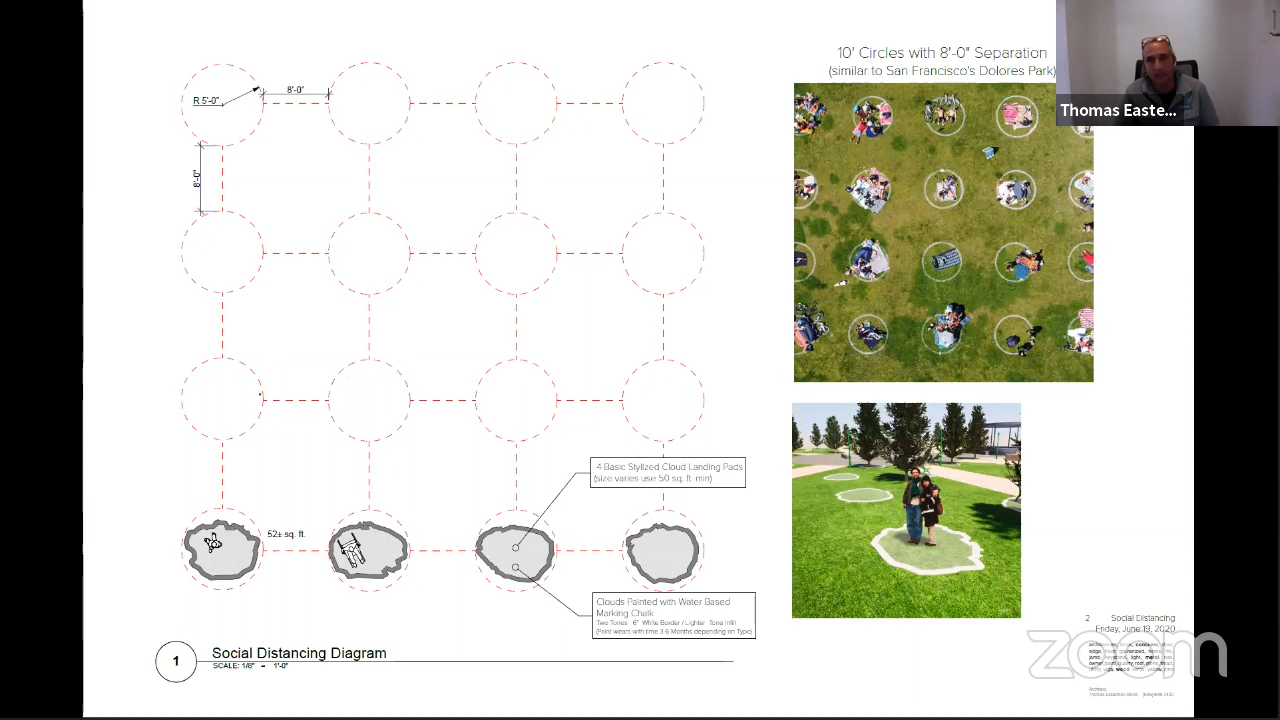 10' Circles with 8'-0" Separation
(similar to San Francisco's Dolores Park)
Thomas Easte...
R 5'-0"
8'-0"
8'-0"
4 Basic Stylized Cloud Landing Pads
(size varies use 50 sq. ft. min)
52± sq. ft.
Clouds Painted with Water Based
Marking Chalk
Two Tones 6" White Border / Lighter Tone infill
(Paint wears with time 3-6 Months depending on Type)
1
Social Distancing Diagram
SCALE: 1/8" = 1'-0"
2 Social Distancing
Friday, June 19, 2020
zoom
Architect: